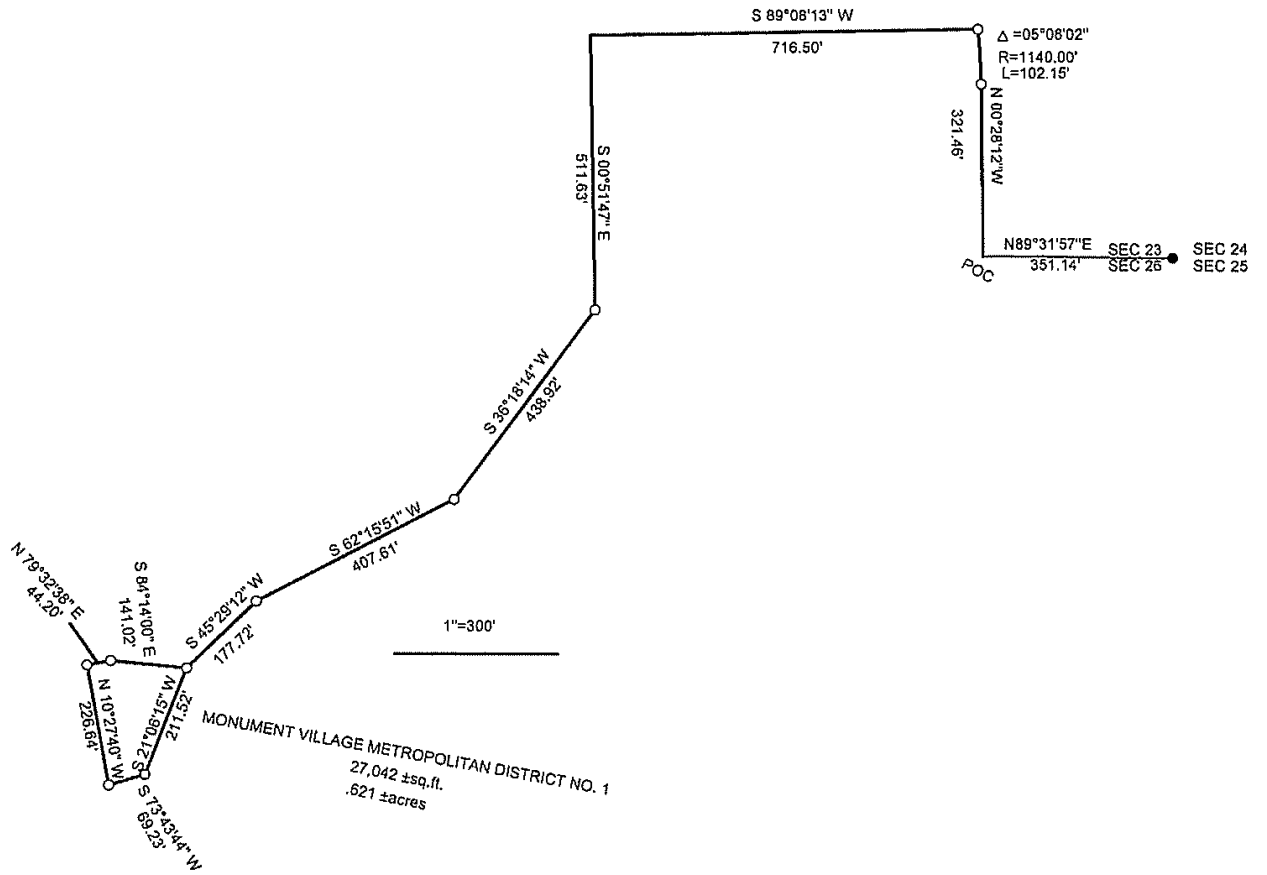 S 89°08'13" W
716.50'
Δ =05°08'02"
R=1140.00'
L=102.15'
N 00°28'12"W
321.46'
N89°31'57"E
351.14'
SEC 23
SEC 26
SEC 24
SEC 25
POC
S 00°51'47" E
511.63'
S 36°18'14" W
438.92'
S 62°15'51" W
407.61'
S 45°29'12" W
177.72'
N 79°32'38" E
44.20'
S 84°14'00" E
141.02'
N 10°27'40" W
226.64'
S 21°06'15" W
211.52'
S 73°43'44" W
69.23'
1"=300'
MONUMENT VILLAGE METROPOLITAN DISTRICT NO. 1
27,042 ±sq.ft.
.621 ±acres